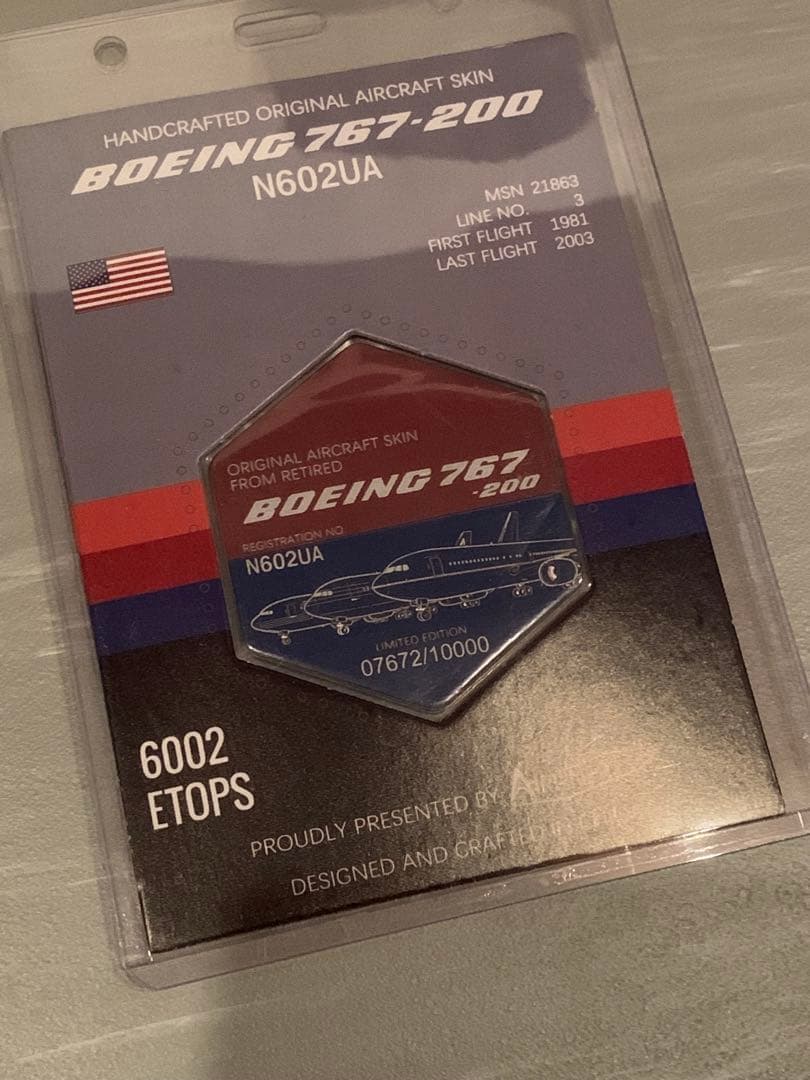 HANDCRAFTED ORIGINAL AIRCRAFT SKIN
BOEING 767-200
N602UA
MSN 21863
LINE NO. 3
FIRST FLIGHT 1981
LAST FLIGHT 2003
ORIGINAL AIRCRAFT SKIN
FROM RETIRED
BOEING 767
-200
REGISTRATION NO
N602UA
LIMITED EDITION
07672/10000
6002
ETOPS
PROUDLY PRESENTED BY
DESIGNED AND CRAFTED